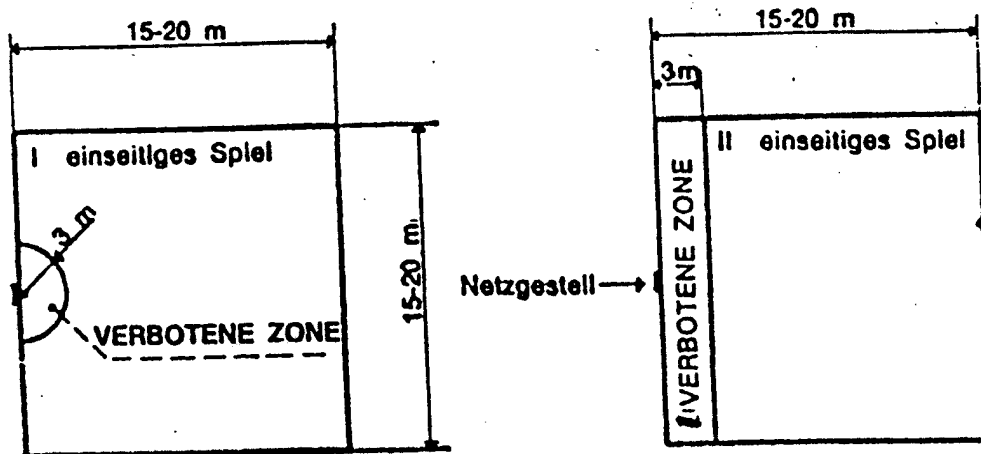 15-20 m
I einseitiges Spiel
3 m
VERBOTENE ZONE
15-20 m
15-20 m
3m
II einseitiges Spiel
VERBOTENE ZONE
Netzgestell